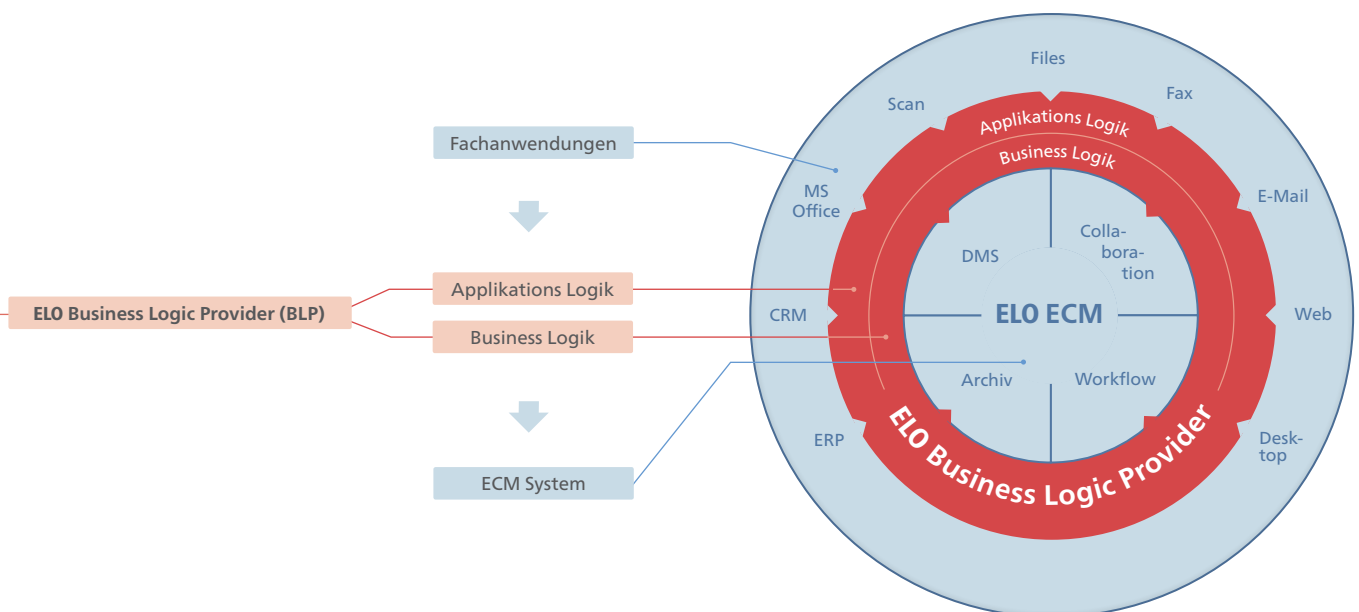 Fachanwendungen
ELO Business Logic Provider (BLP)
Applikations Logik
Business Logik
ECM System
Files
Scan
Fax
MS
Office
E-Mail
CRM
Web
ERP
Desk-
top
Applikations Logik
Business Logik
DMS
Colla-
bora-
tion
ELO ECM
Archiv
Workflow
ELO Business Logic Provider